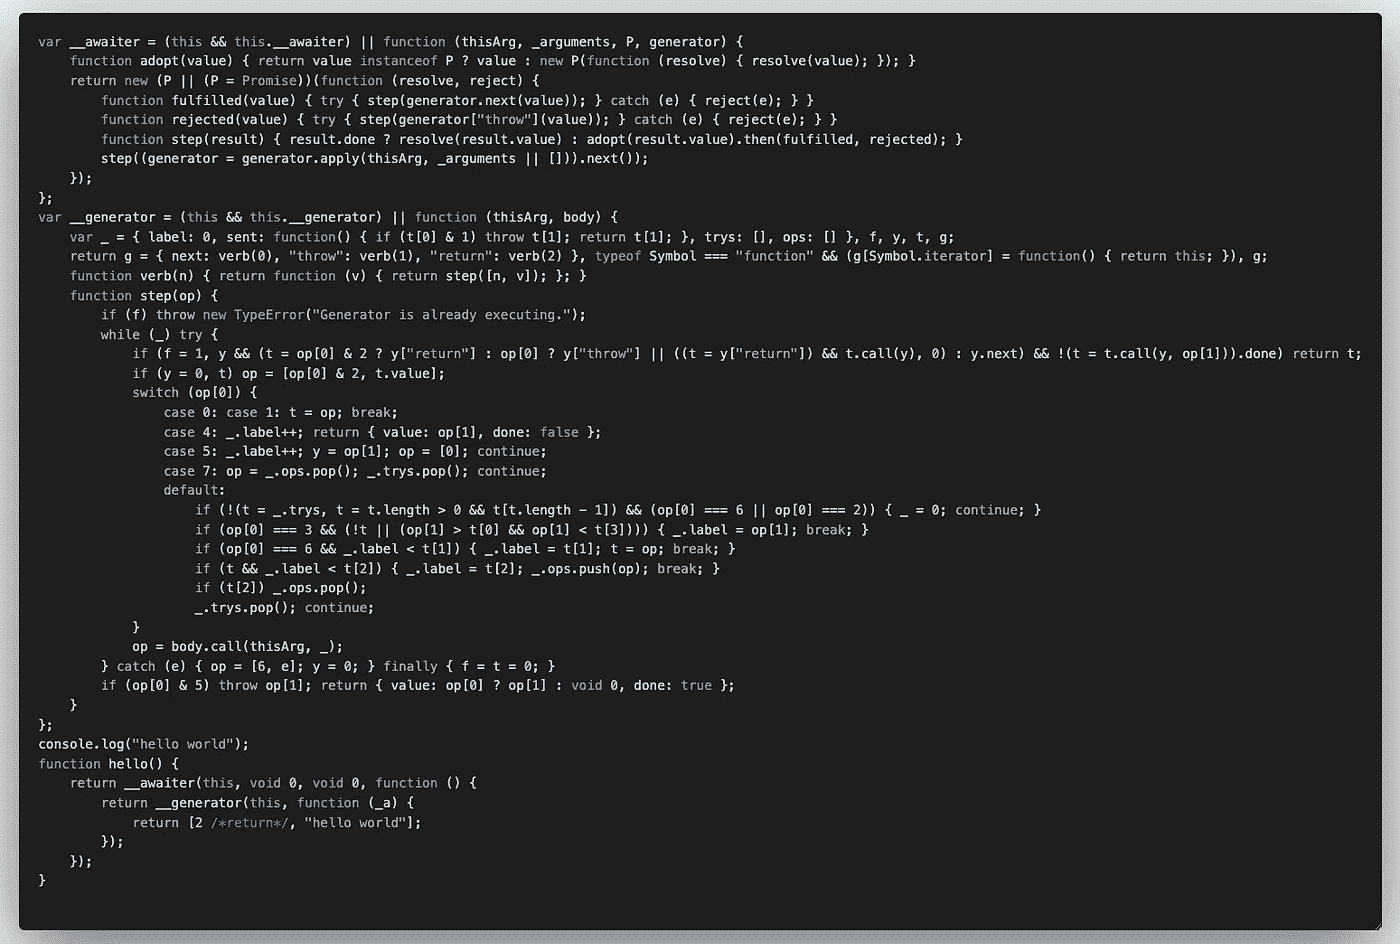 var __awaiter = (this && this.__awaiter) || function (thisArg, _arguments, P, generator) {
    function adopt(value) { return value instanceof P ? value : new P(function (resolve) { resolve(value); }); }
    return new (P || (P = Promise))(function (resolve, reject) {
        function fulfilled(value) { try { step(generator.next(value)); } catch (e) { reject(e); } }
        function rejected(value) { try { step(generator["throw"](value)); } catch (e) { reject(e); } }
        function step(result) { result.done ? resolve(result.value) : adopt(result.value).then(fulfilled, rejected); }
        step((generator = generator.apply(thisArg, _arguments || [])).next());
    });
};
var __generator = (this && this.__generator) || function (thisArg, body) {
    var _ = { label: 0, sent: function() { if (t[0] & 1) throw t[1]; return t[1]; }, trys: [], ops: [] }, f, y, t, g;
    return g = { next: verb(0), "throw": verb(1), "return": verb(2) }, typeof Symbol === "function" && (g[Symbol.iterator] = function() { return this; }), g;
    function verb(n) { return function (v) { return step([n, v]); }; }
    function step(op) {
        if (f) throw new TypeError("Generator is already executing.");
        while (_) try {
            if (f = 1, y && (t = op[0] & 2 ? y["return"] : op[0] ? y["throw"] || ((t = y["return"]) && t.call(y), 0) : y.next) && !(t = t.call(y, op[1])).done) return t;
            if (y = 0, t) op = [op[0] & 2, t.value];
            switch (op[0]) {
                case 0: case 1: t = op; break;
                case 4: _.label++; return { value: op[1], done: false };
                case 5: _.label++; y = op[1]; op = [0]; continue;
                case 7: op = _.ops.pop(); _.trys.pop(); continue;
                default:
                    if (!(t = _.trys, t = t.length > 0 && t[t.length - 1]) && (op[0] === 6 || op[0] === 2)) { _ = 0; continue; }
                    if (op[0] === 3 && (!t || (op[1] > t[0] && op[1] < t[3]))) { _.label = op[1]; break; }
                    if (op[0] === 6 && _.label < t[1]) { _.label = t[1]; t = op; break; }
                    if (t && _.label < t[2]) { _.label = t[2]; _.ops.push(op); break; }
                    if (t[2]) _.ops.pop();
                    _.trys.pop(); continue;
            }
            op = body.call(thisArg, _);
        } catch (e) { op = [6, e]; y = 0; } finally { f = t = 0; }
        if (op[0] & 5) throw op[1]; return { value: op[0] ? op[1] : void 0, done: true };
    }
};
console.log("hello world");
function hello() {
    return __awaiter(this, void 0, void 0, function () {
        return __generator(this, function (_a) {
            return [2 /*return*/, "hello world"];
        });
    });
}